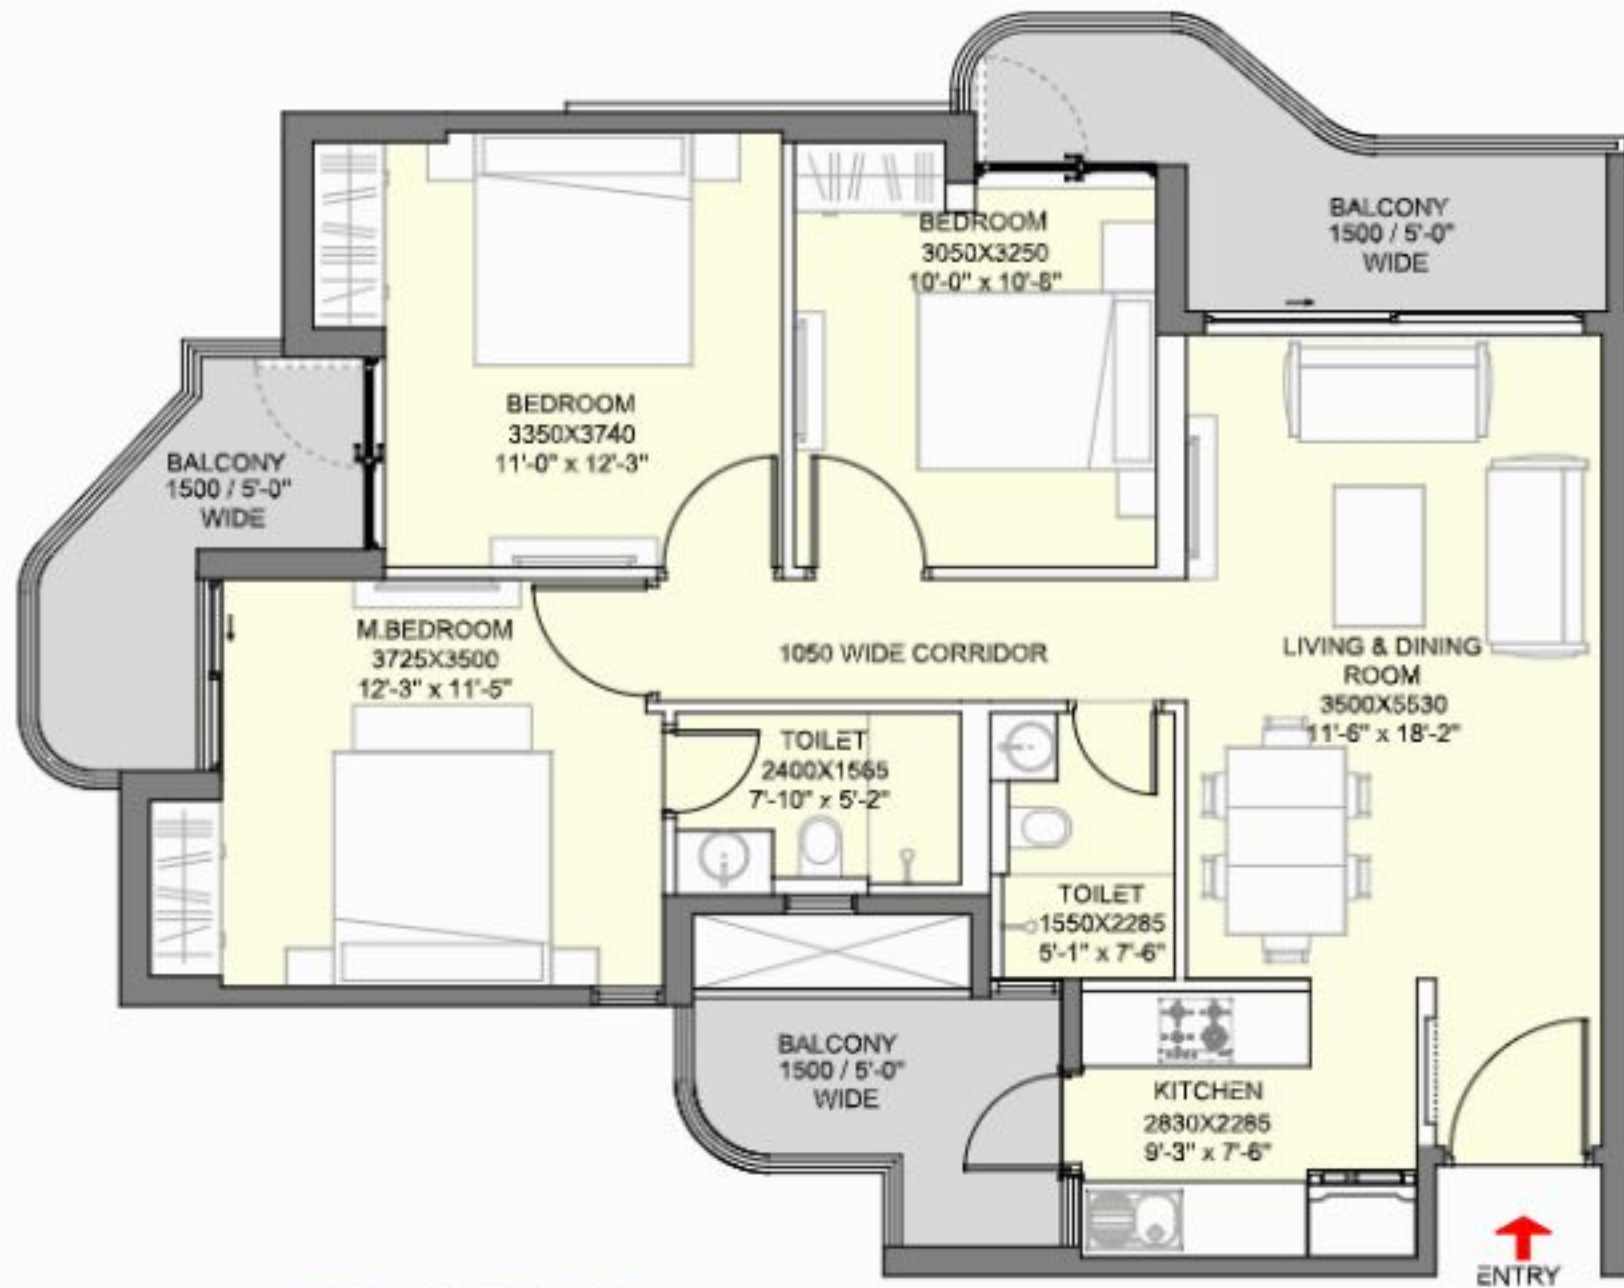 BALCONY
1500 / 5'-0"
WIDE
BEDROOM
3050X3250
10'-0" x 10'-8"
BEDROOM
3350X3740
11'-0" x 12'-3"
BALCONY
1500 / 5'-0"
WIDE
M.BEDROOM
3725X3500
12'-3" x 11'-5"
1050 WIDE CORRIDOR
LIVING & DINING
ROOM
3500X5530
11'-6" x 18'-2"
TOILET
2400X1565
7'-10" x 5'-2"
TOILET
1550X2285
5'-1" x 7'-6"
BALCONY
1500 / 5'-0"
WIDE
KITCHEN
2830X2285
9'-3" x 7'-6"
ENTRY